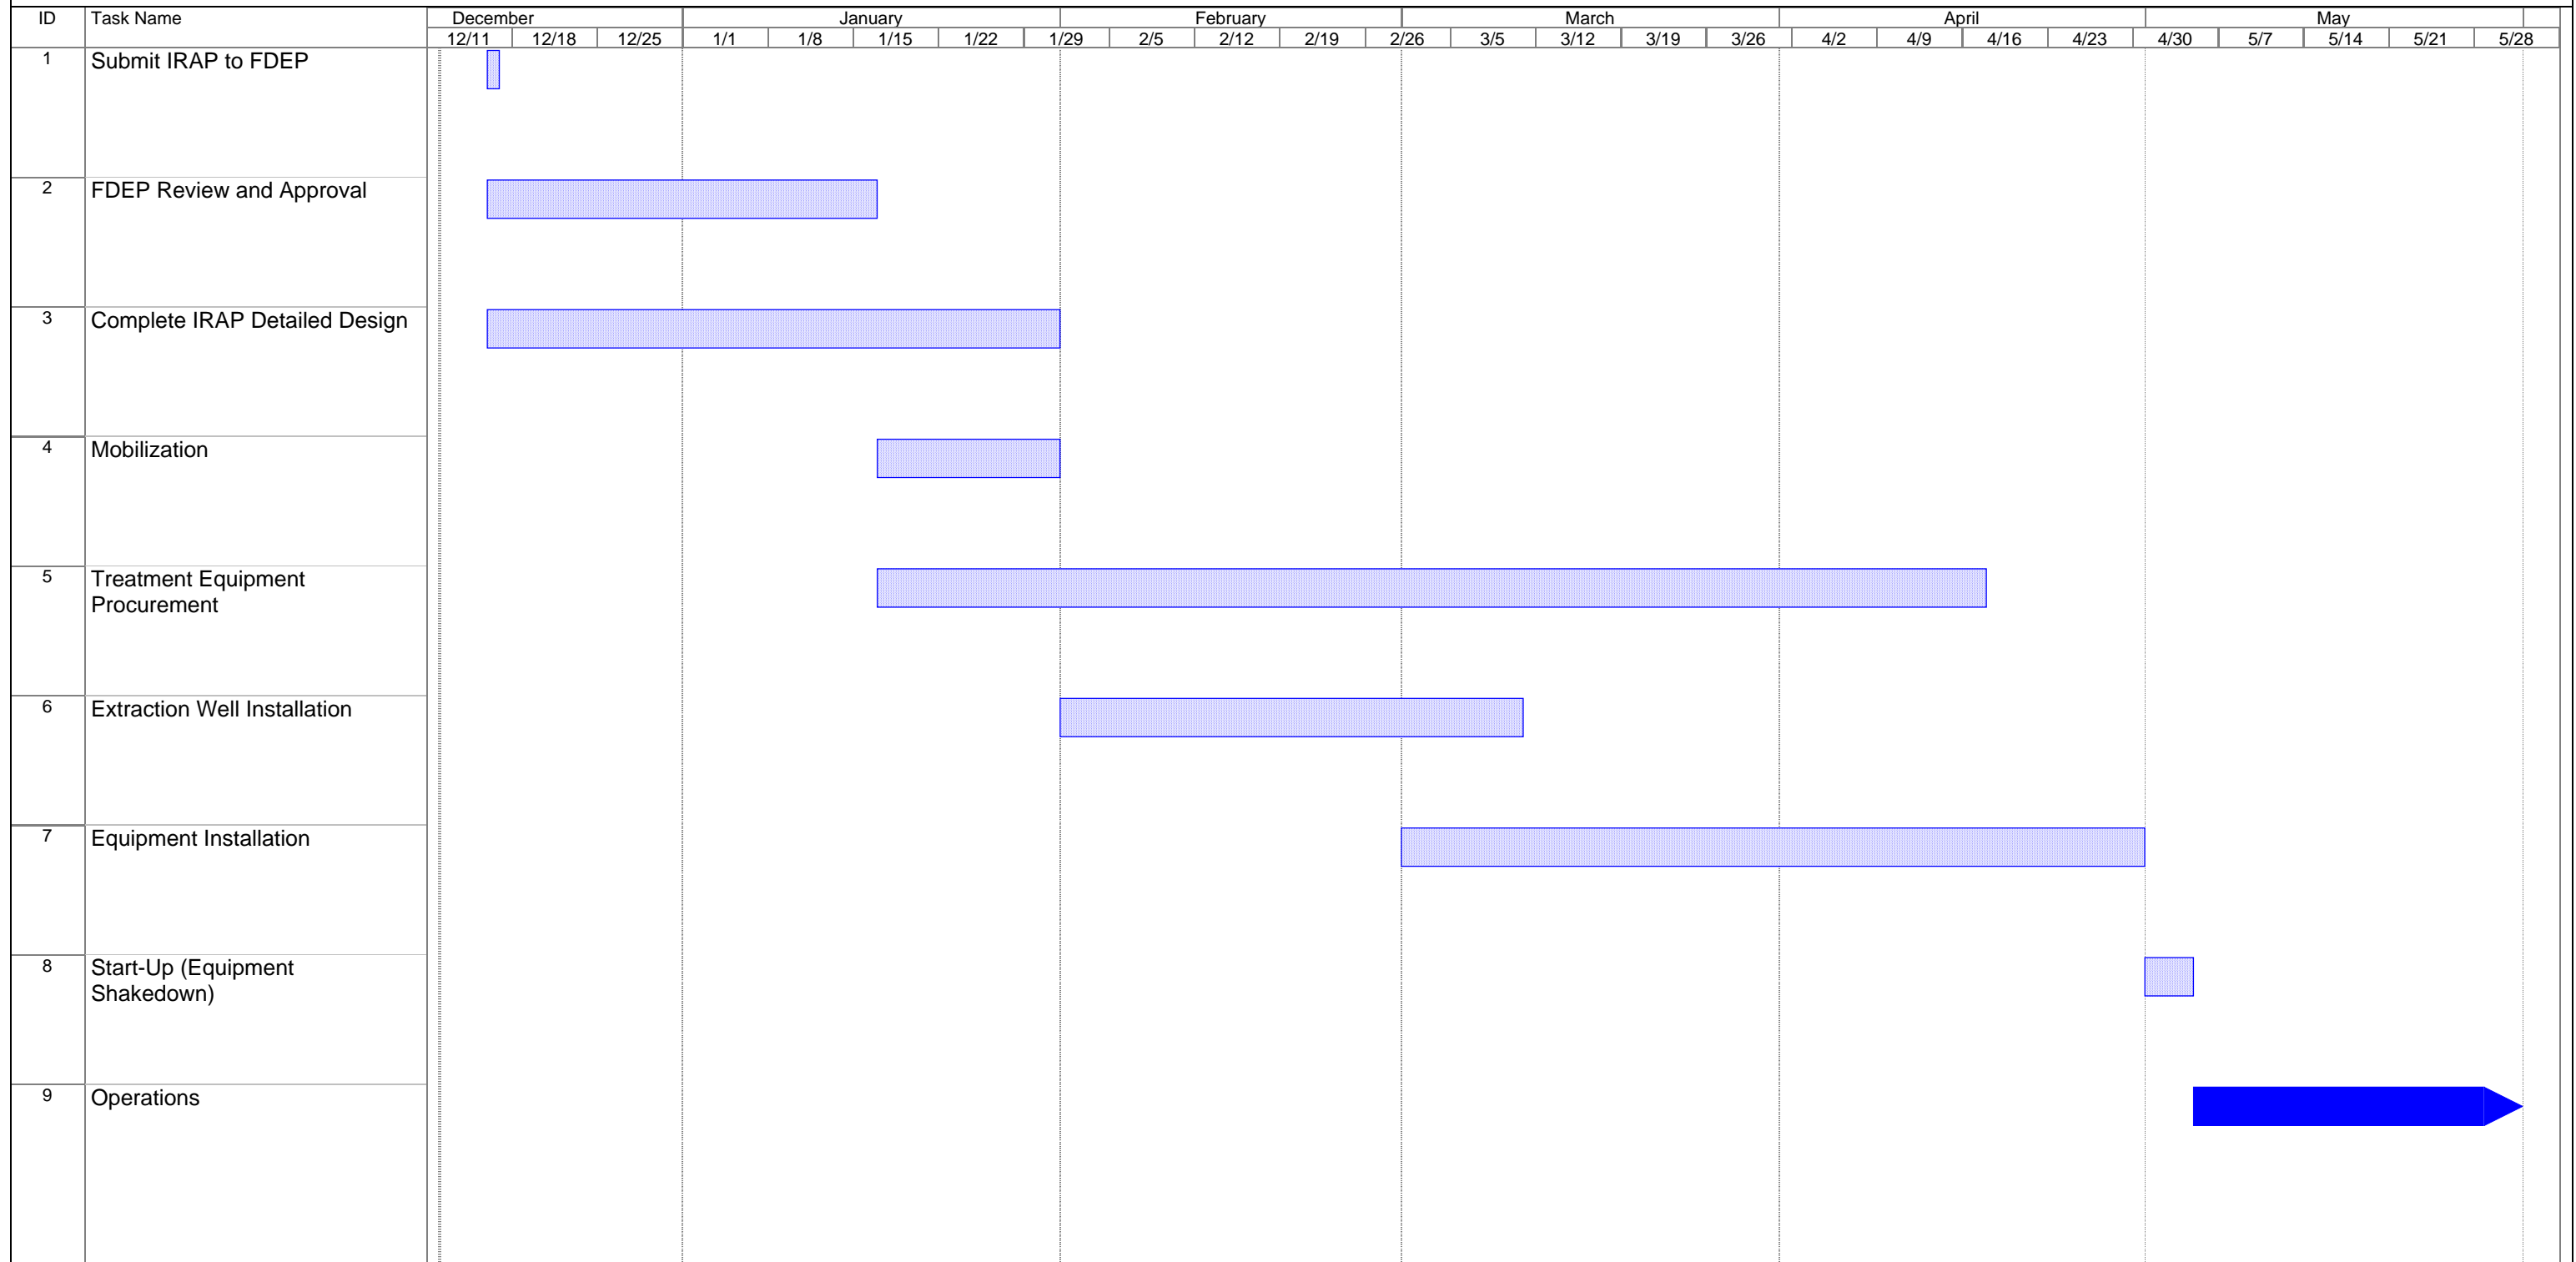 ID Task Name December January February March April May
12/11 12/18 12/25 1/1 1/8 1/15 1/22 1/29 2/5 2/12 2/19 2/26 3/5 3/12 3/19 3/26 4/2 4/9 4/16 4/23 4/30 5/7 5/14 5/21 5/28
1 Submit IRAP to FDEP
2 FDEP Review and Approval
3 Complete IRAP Detailed Design
4 Mobilization
5 Treatment Equipment
Procurement
6 Extraction Well Installation
7 Equipment Installation
8 Start-Up (Equipment
Shakedown)
9 Operations